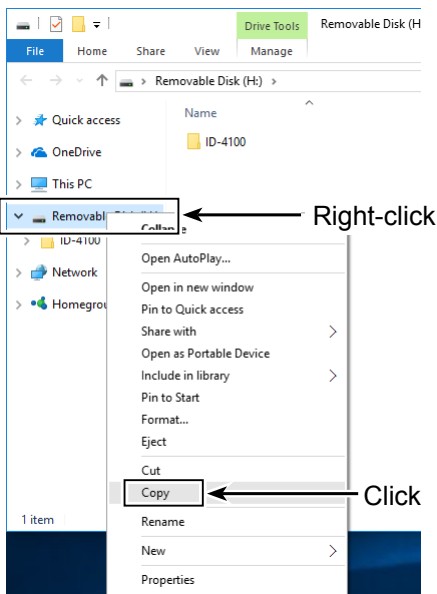 Drive Tools Removable Disk (H
File Home Share View Manage
Removable Disk (H:)
Name
Quick access
ID-4100
OneDrive
This PC
Removabl
Right-click
Collapse
ID-4100
Open AutoPlay...
Network
Open in new window
Homegrou
Pin to Quick access
Share with
Open as Portable Device
Include in library
Pin to Start
Format...
Eject
Cut
Copy
Click
1 item
Rename
New
Properties